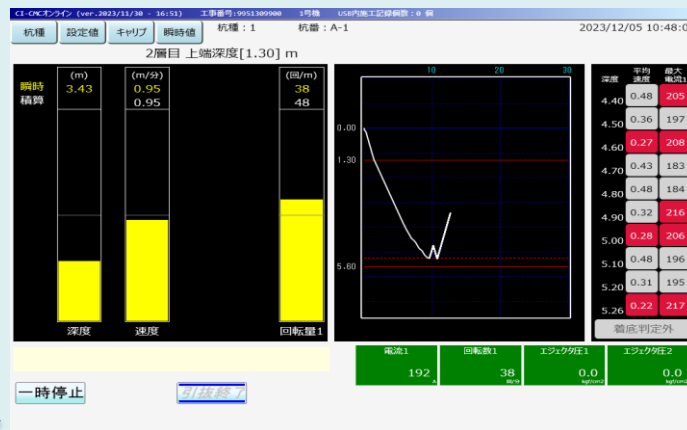 CI-CMCオンライン (ver.2023/11/30 - 16:51) 工事番号:9951309900 1号機 USB内施工記録個数:0 個
杭種 設定値 キャリブ 瞬時値 杭種:1 杭番:A-1 2023/12/05 10:48:0
2層目 上端深度[1.30] m
(m) (m/分) (回/m)
瞬時 3.43 0.95 38
積算 0.95 48
深度 速度 回転量1
10 20 30
0.00
1.30
5.60
深度 平均速度 最大電流1
4.40 0.48 205
4.50 0.36 197
4.60 0.27 208
4.70 0.43 183
4.80 0.48 184
4.90 0.32 216
5.00 0.28 206
5.10 0.48 196
5.20 0.31 195
5.26 0.22 217
着底判定外
電流1 回転数1 エジェクタ圧1 エジェクタ圧2
192 38 0.0 0.0
A 回/分 kgf/cm2 kgf/cm2
一時停止 引抜終了